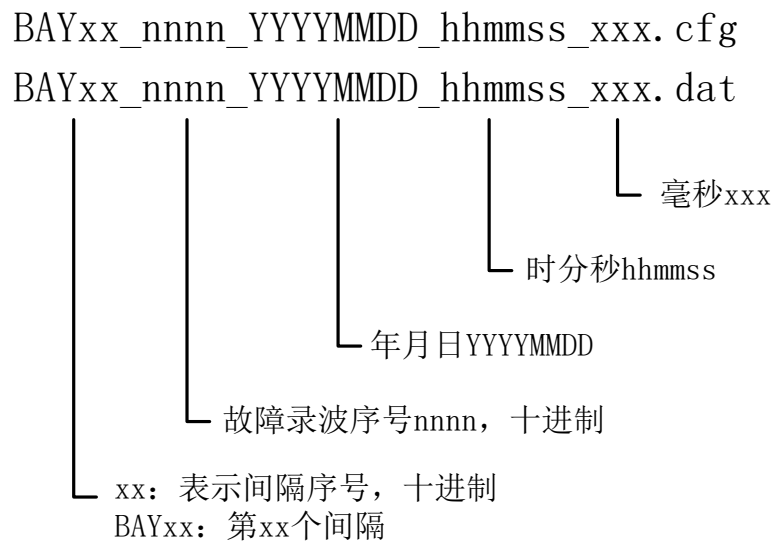 BAYxx_nnnn_YYYYMMDD_hhmmss_xxx.cfg
BAYxx_nnnn_YYYYMMDD_hhmmss_xxx.dat
毫秒xxx
时分秒hhmmss
年月日YYYYMMDD
故障录波序号nnnn，十进制
xx：表示间隔序号，十进制
BAYxx：第xx个间隔